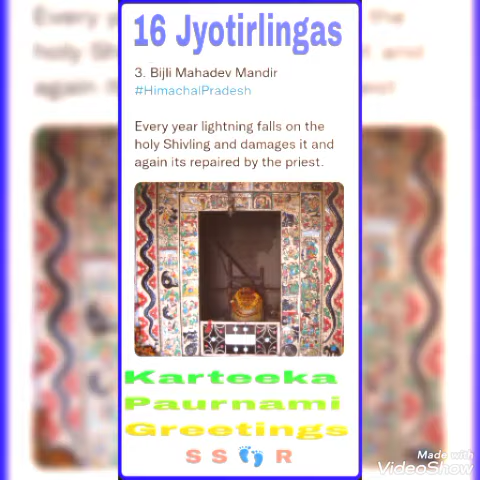 16 Jyotirlingas
3. Bijli Mahadev Mandir
#HimachalPradesh
Every year lightning falls on the
holy Shivling and damages it and
again its repaired by the priest.
Karteeka
Paurnami
Greetings
S S 👣 R
Made with
VideoShow